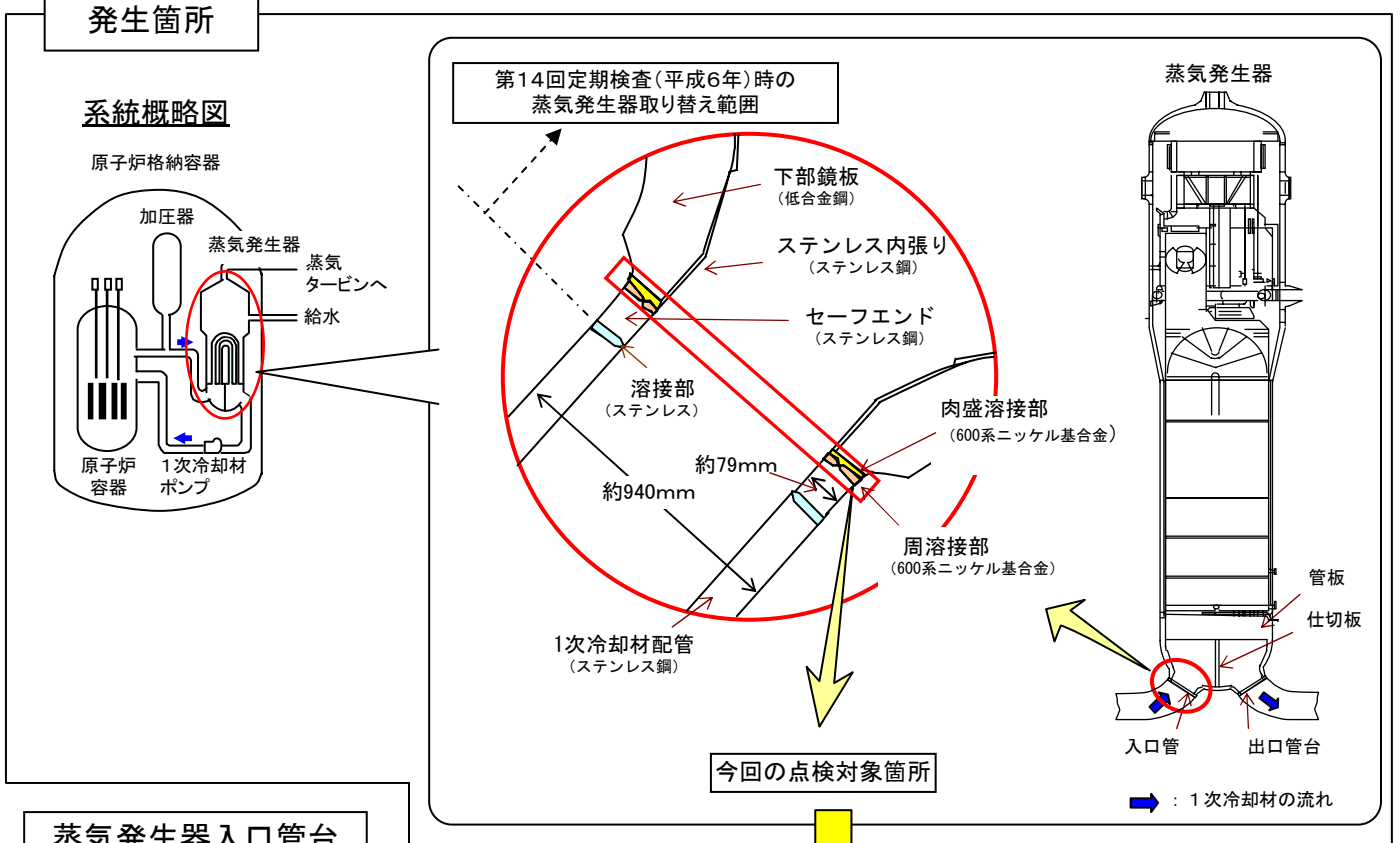 発生箇所
系統概略図
原子炉格納容器
加圧器
蒸気発生器
蒸気
タービンへ
給水
原子炉
容器
1次冷却材
ポンプ
第14回定期検査(平成6年)時の
蒸気発生器取り替え範囲
下部鏡板
(低合金鋼)
ステンレス内張り
(ステンレス鋼)
セーフエンド
(ステンレス鋼)
溶接部
(ステンレス)
肉盛溶接部
(600系ニッケル基合金)
約79mm
約940mm
周溶接部
(600系ニッケル基合金)
1次冷却材配管
(ステンレス鋼)
今回の点検対象箇所
蒸気発生器
管板
仕切板
入口管
出口管台
:1次冷却材の流れ
蒸気発生器入口管台